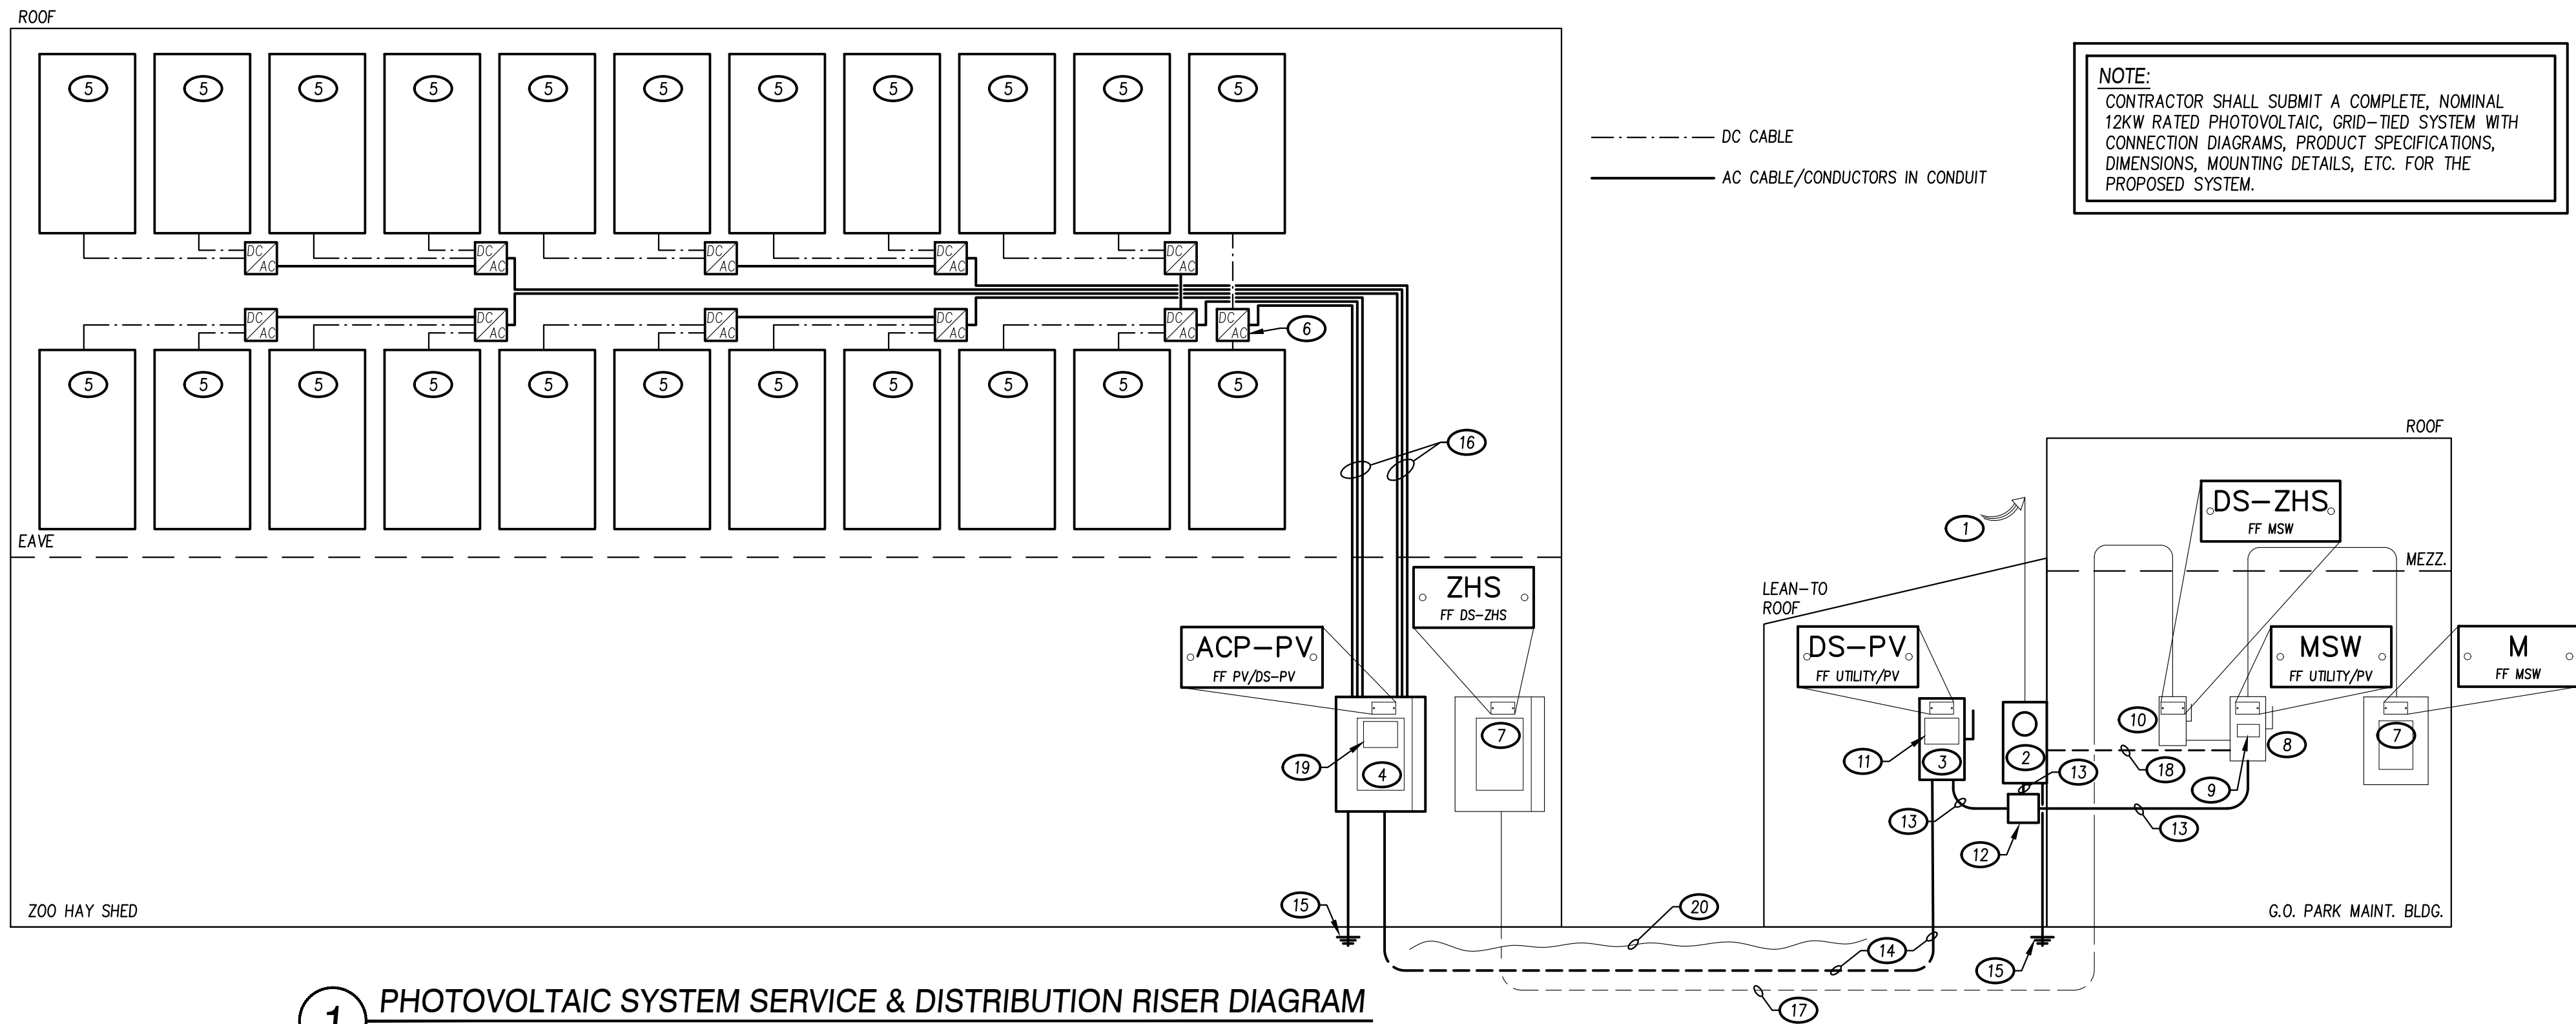 ROOF
5 5 5 5 5 5 5 5 5 5 5
NOTE:
CONTRACTOR SHALL SUBMIT A COMPLETE, NOMINAL
12KW RATED PHOTOVOLTAIC, GRID-TIED SYSTEM WITH
CONNECTION DIAGRAMS, PRODUCT SPECIFICATIONS,
DIMENSIONS, MOUNTING DETAILS, ETC. FOR THE
PROPOSED SYSTEM.
DC CABLE
AC CABLE/CONDUCTORS IN CONDUIT
DC AC DC AC DC AC DC AC DC AC
DC AC DC AC DC AC DC AC DC AC DC AC
6
5 5 5 5 5 5 5 5 5 5 5
16
EAVE
ROOF
1
DS-ZHS
FF MSW
MEZZ.
LEAN-TO
ROOF
ZHS
FF DS-ZHS
ACP-PV
FF PV/DS-PV
DS-PV
FF UTILITY/PV
MSW
FF UTILITY/PV
M
FF MSW
19
4
7
11
3
2
13
10
18
9
8
7
13
12
13
ZOO HAY SHED
15
20
14
15
17
G.O. PARK MAINT. BLDG.
1
PHOTOVOLTAIC SYSTEM SERVICE & DISTRIBUTION RISER DIAGRAM